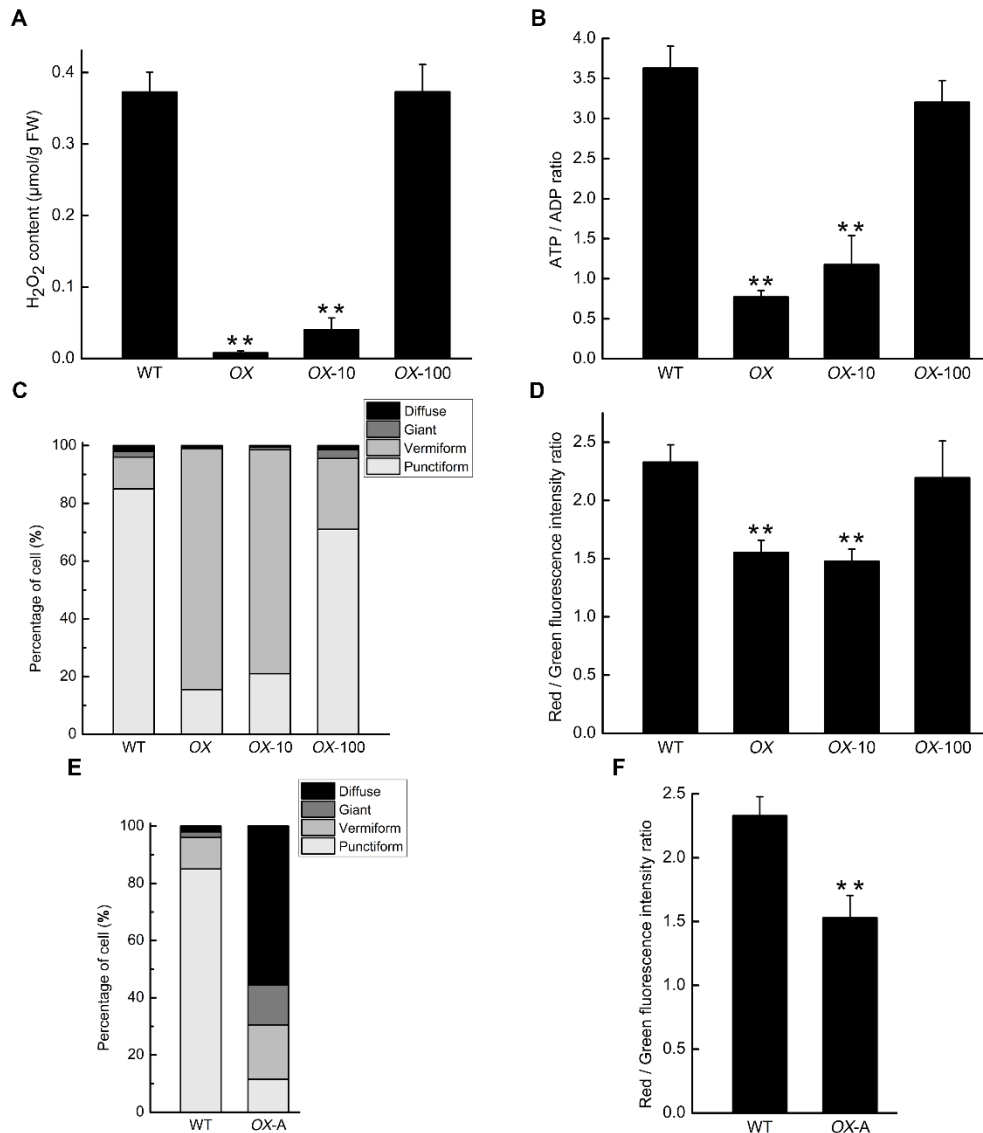 A
H₂O₂ content (μmol/g FW)
0.4
0.3
0.2
0.1
0.0
**
**
WT
OX
OX-10
OX-100
B
ATP / ADP ratio
4.0
3.5
3.0
2.5
2.0
1.5
1.0
0.5
0.0
**
**
WT
OX
OX-10
OX-100
C
Diffuse
Giant
Vermiform
Punctiform
Percentage of cell (%)
100
80
60
40
20
0
WT
OX
OX-10
OX-100
D
Red / Green fluorescence intensity ratio
2.5
2.0
1.5
1.0
0.5
0.0
**
**
WT
OX
OX-10
OX-100
E
Diffuse
Giant
Vermiform
Punctiform
Percentage of cell (%)
100
80
60
40
20
0
WT
OX-A
F
Red / Green fluorescence intensity ratio
2.5
2.0
1.5
1.0
0.5
0.0
**
WT
OX-A